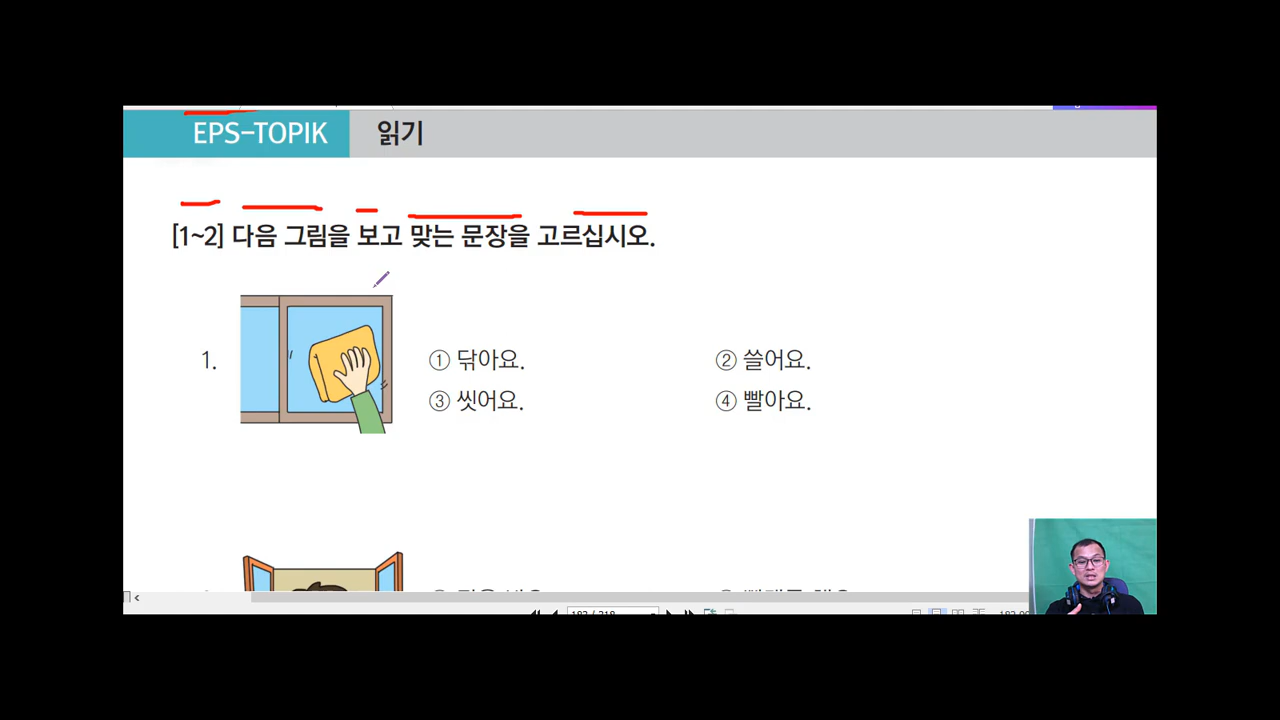 EPS-TOPIK 읽기
[1~2] 다음 그림을 보고 맞는 문장을 고르십시오.
1. ① 닦아요. ② 쓸어요.
③ 씻어요. ④ 빨아요.